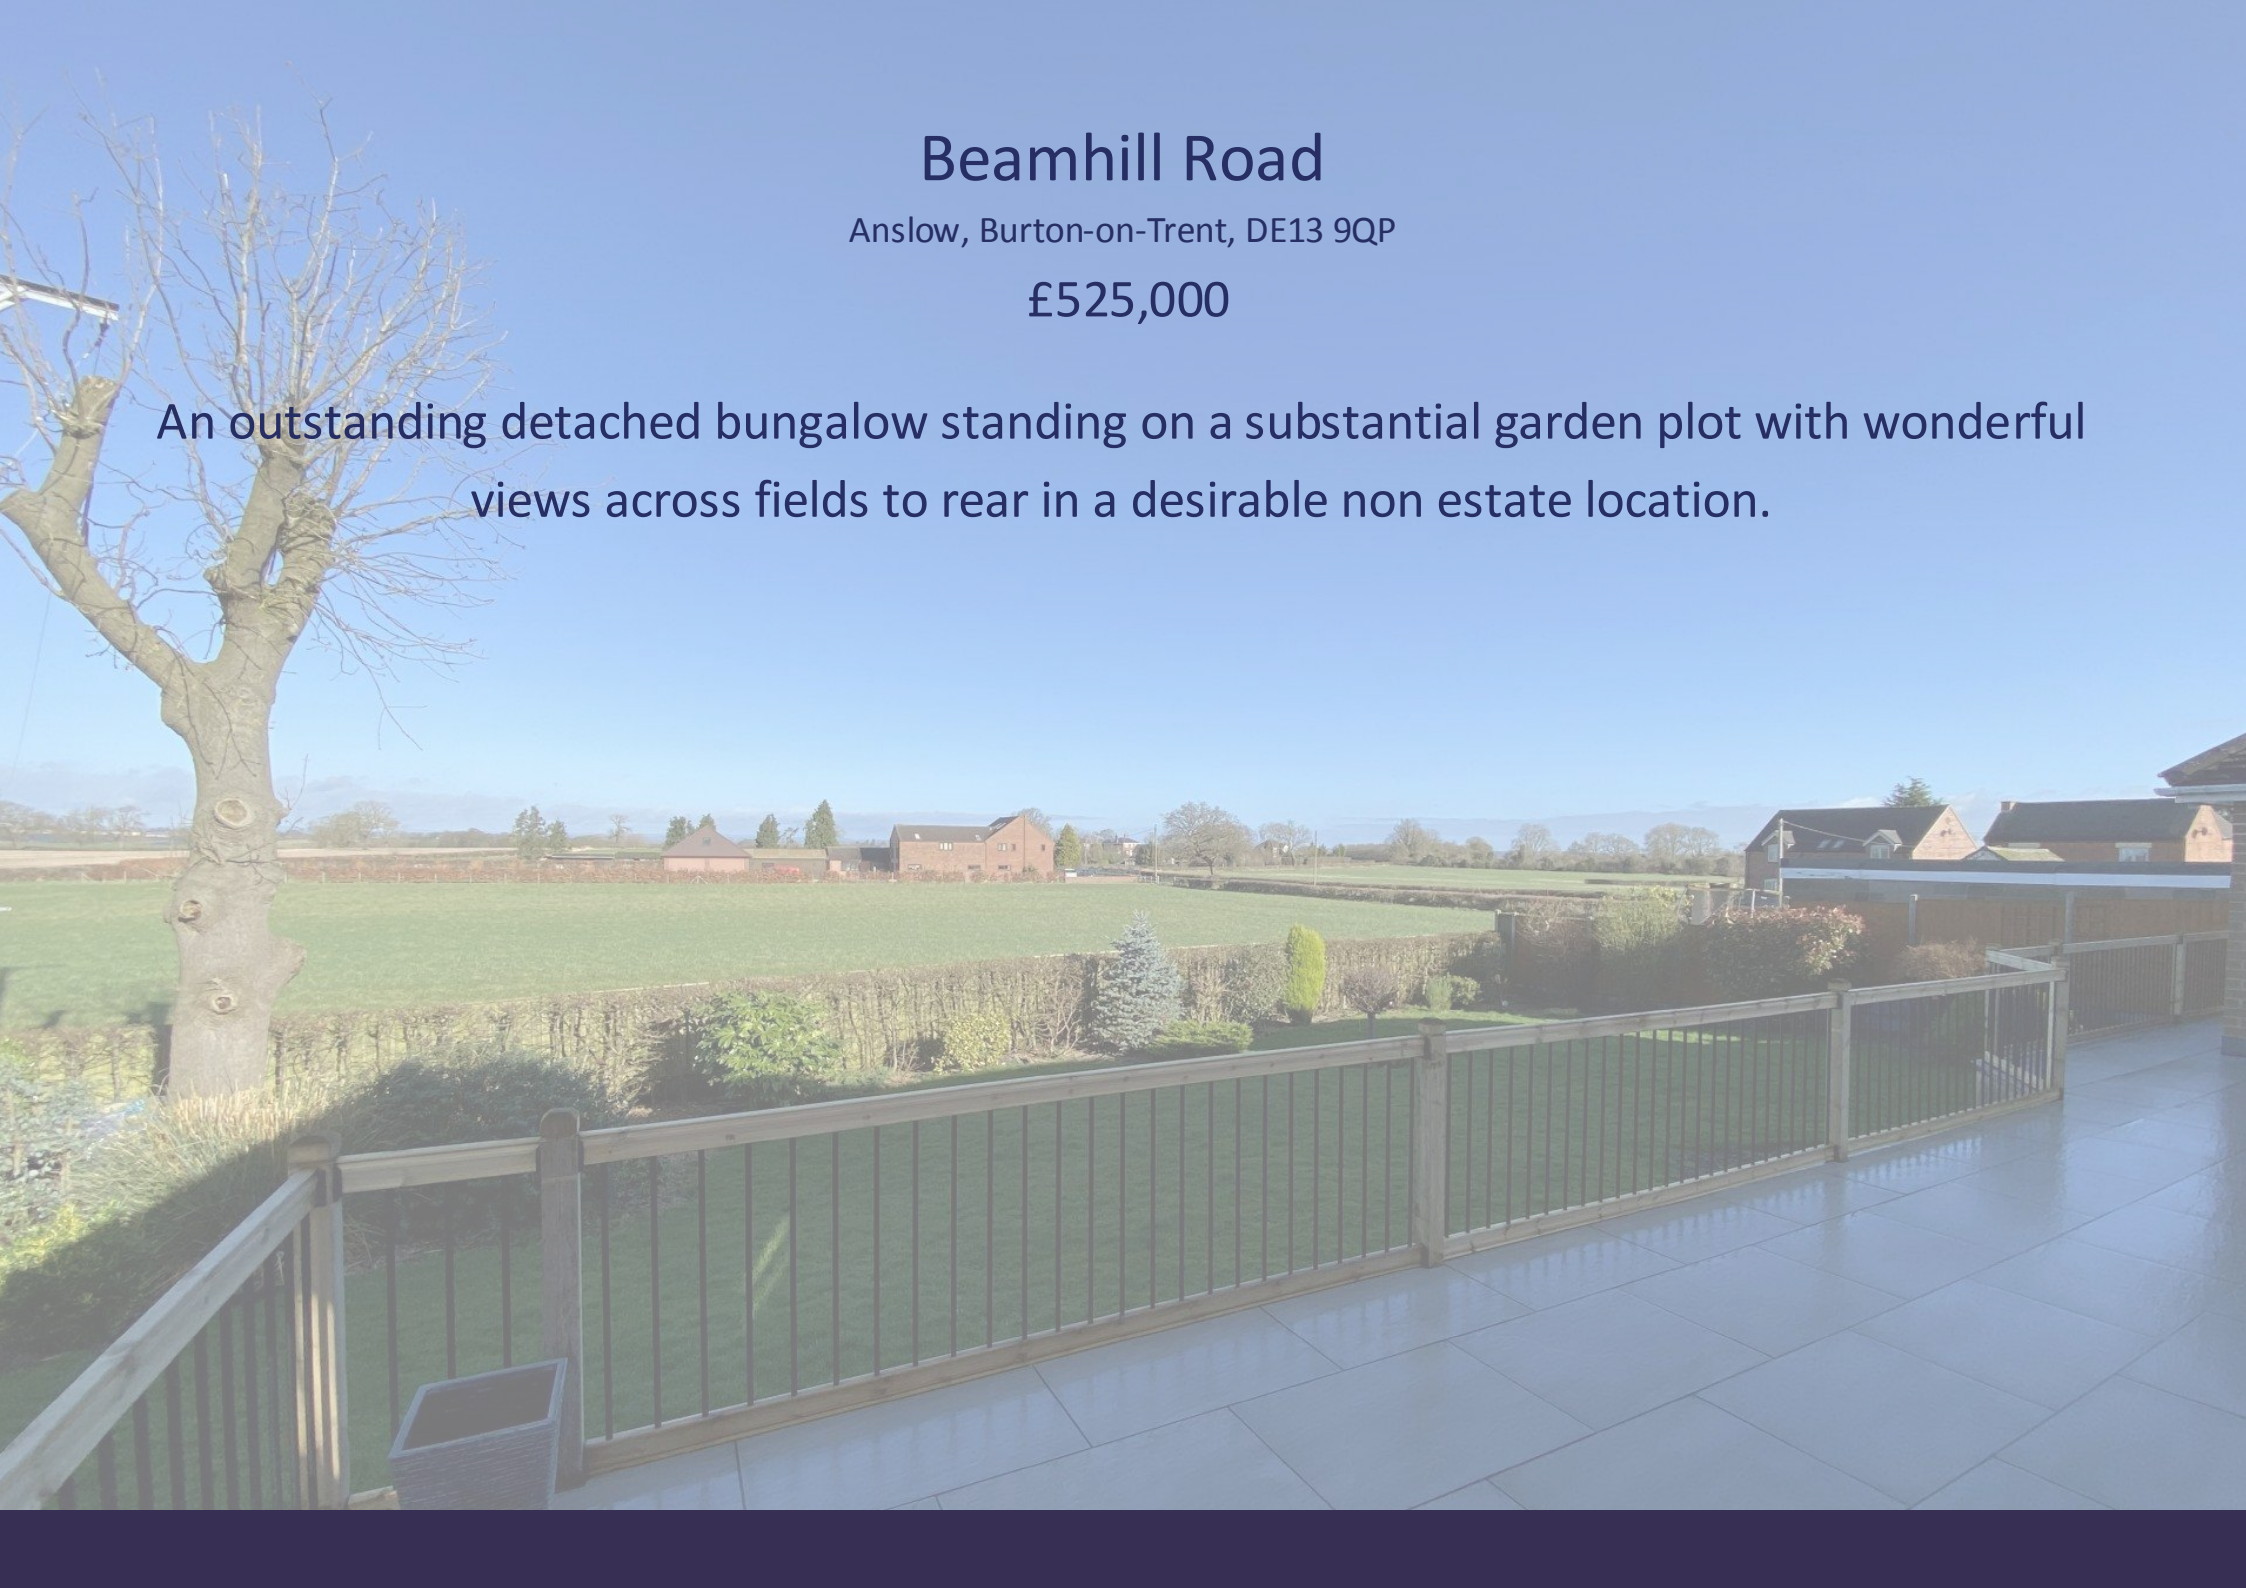 Beamhill Road
Anslow, Burton-on-Trent, DE13 9QP
£525,000
An outstanding detached bungalow standing on a substantial garden plot with wonderful
views across fields to rear in a desirable non estate location.